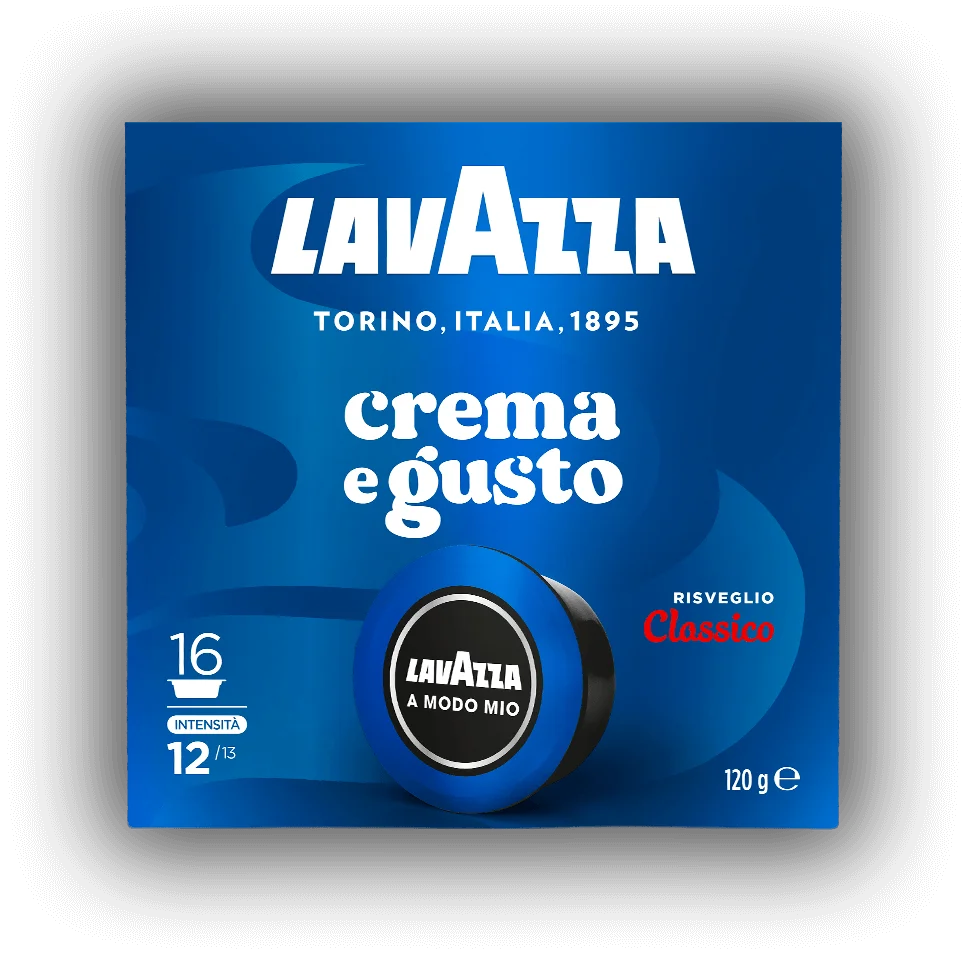 LAVAZZA
TORINO, ITALIA, 1895
crema
e gusto
RISVEGLIO
Classico
16
INTENSITÀ
12/13
LAVAZZA
A MODO MIO
120 g ℮